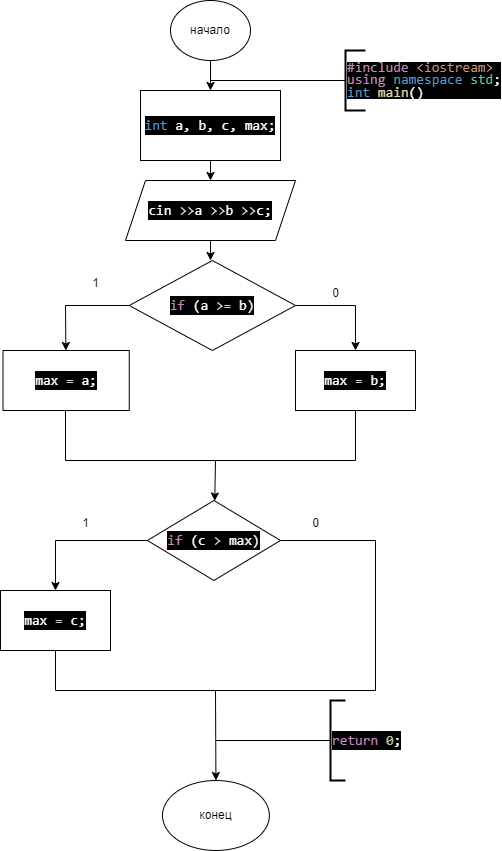 начало
#include <iostream>
using namespace std;
int main()
int a, b, c, max;
cin >>a >>b >>c;
if (a >= b)
1
0
max = a;
max = b;
if (c > max)
1
0
max = c;
return 0;
конец